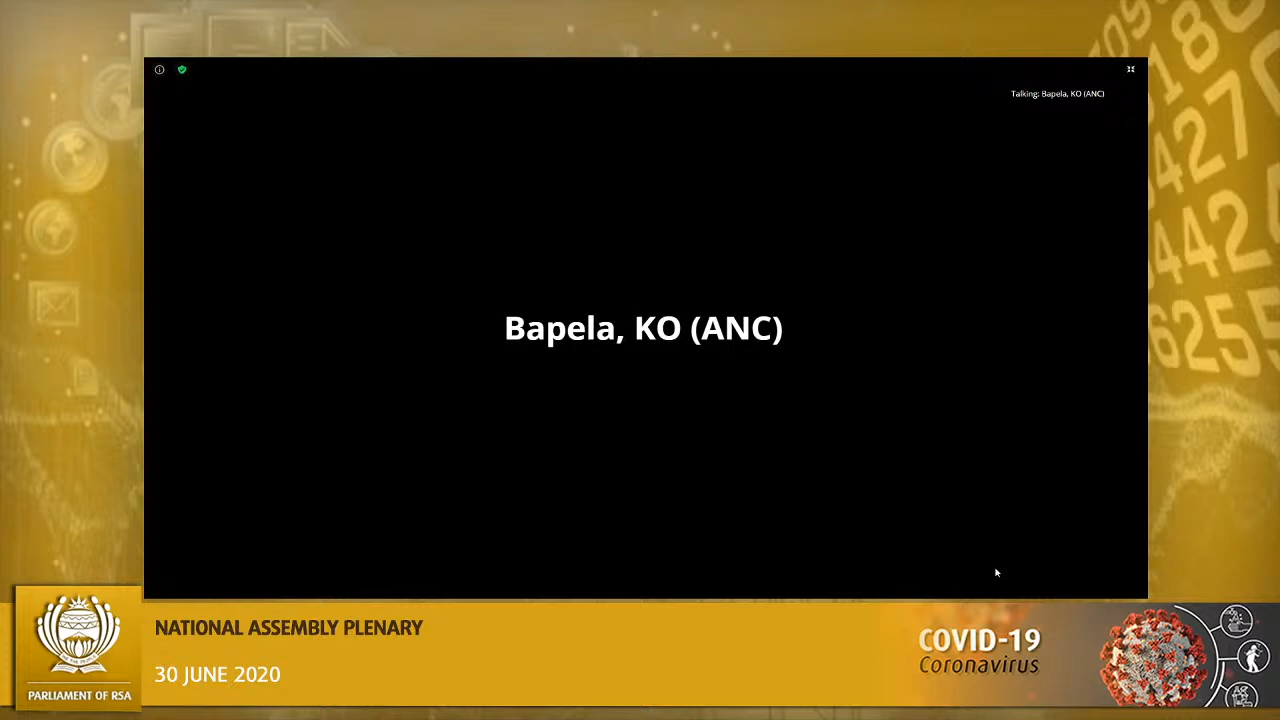 Talking: Bapela, KO (ANC)
Bapela, KO (ANC)
NATIONAL ASSEMBLY PLENARY
30 JUNE 2020
PARLIAMENT OF RSA
COVID-19
Coronavirus